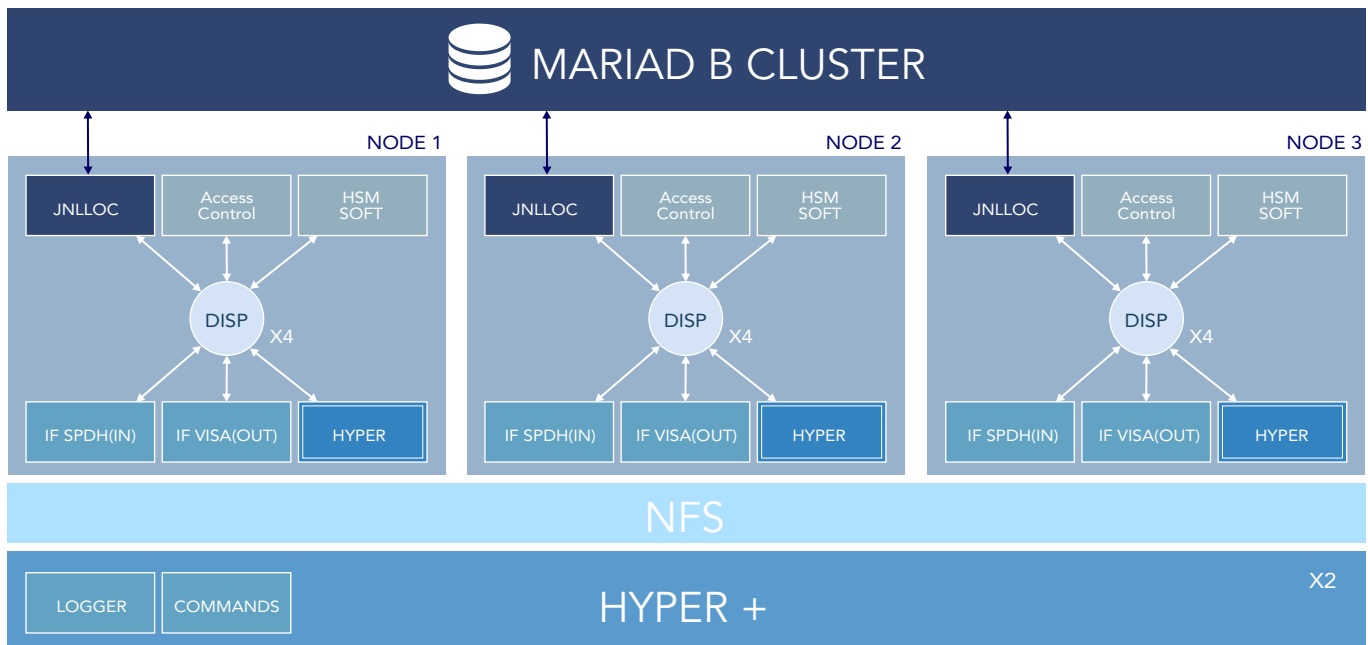 MARIAD B CLUSTER
NODE 1
NODE 2
NODE 3
JNLLOC
Access
Control
HSM
SOFT
JNLLOC
Access
Control
HSM
SOFT
JNLLOC
Access
Control
HSM
SOFT
DISP
X4
DISP
X4
DISP
X4
IF SPDH(IN)
IF VISA(OUT)
HYPER
IF SPDH(IN)
IF VISA(OUT)
HYPER
IF SPDH(IN)
IF VISA(OUT)
HYPER
NFS
LOGGER
COMMANDS
HYPER +
X2